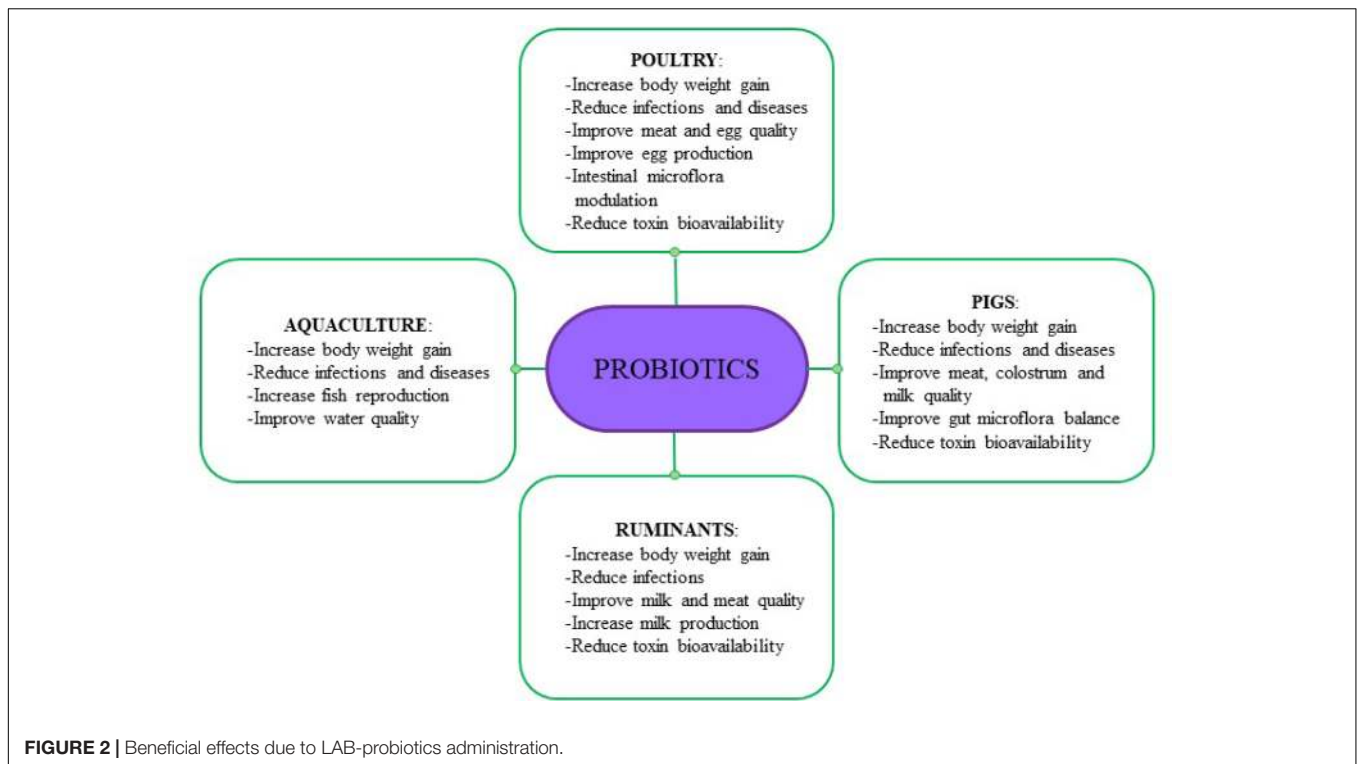 POULTRY:
-Increase body weight gain
-Reduce infections and diseases
-Improve meat and egg quality
-Improve egg production
-Intestinal microflora
modulation
-Reduce toxin bioavailability
AQUACULTURE:
-Increase body weight gain
-Reduce infections and diseases
-Increase fish reproduction
-Improve water quality
PROBIOTICS
PIGS:
-Increase body weight gain
-Reduce infections and diseases
-Improve meat, colostrum and
milk quality
-Improve gut microflora balance
-Reduce toxin bioavailability
RUMINANTS:
-Increase body weight gain
-Reduce infections
-Improve milk and meat quality
-Increase milk production
-Reduce toxin bioavailability
FIGURE 2 | Beneficial effects due to LAB-probiotics administration.